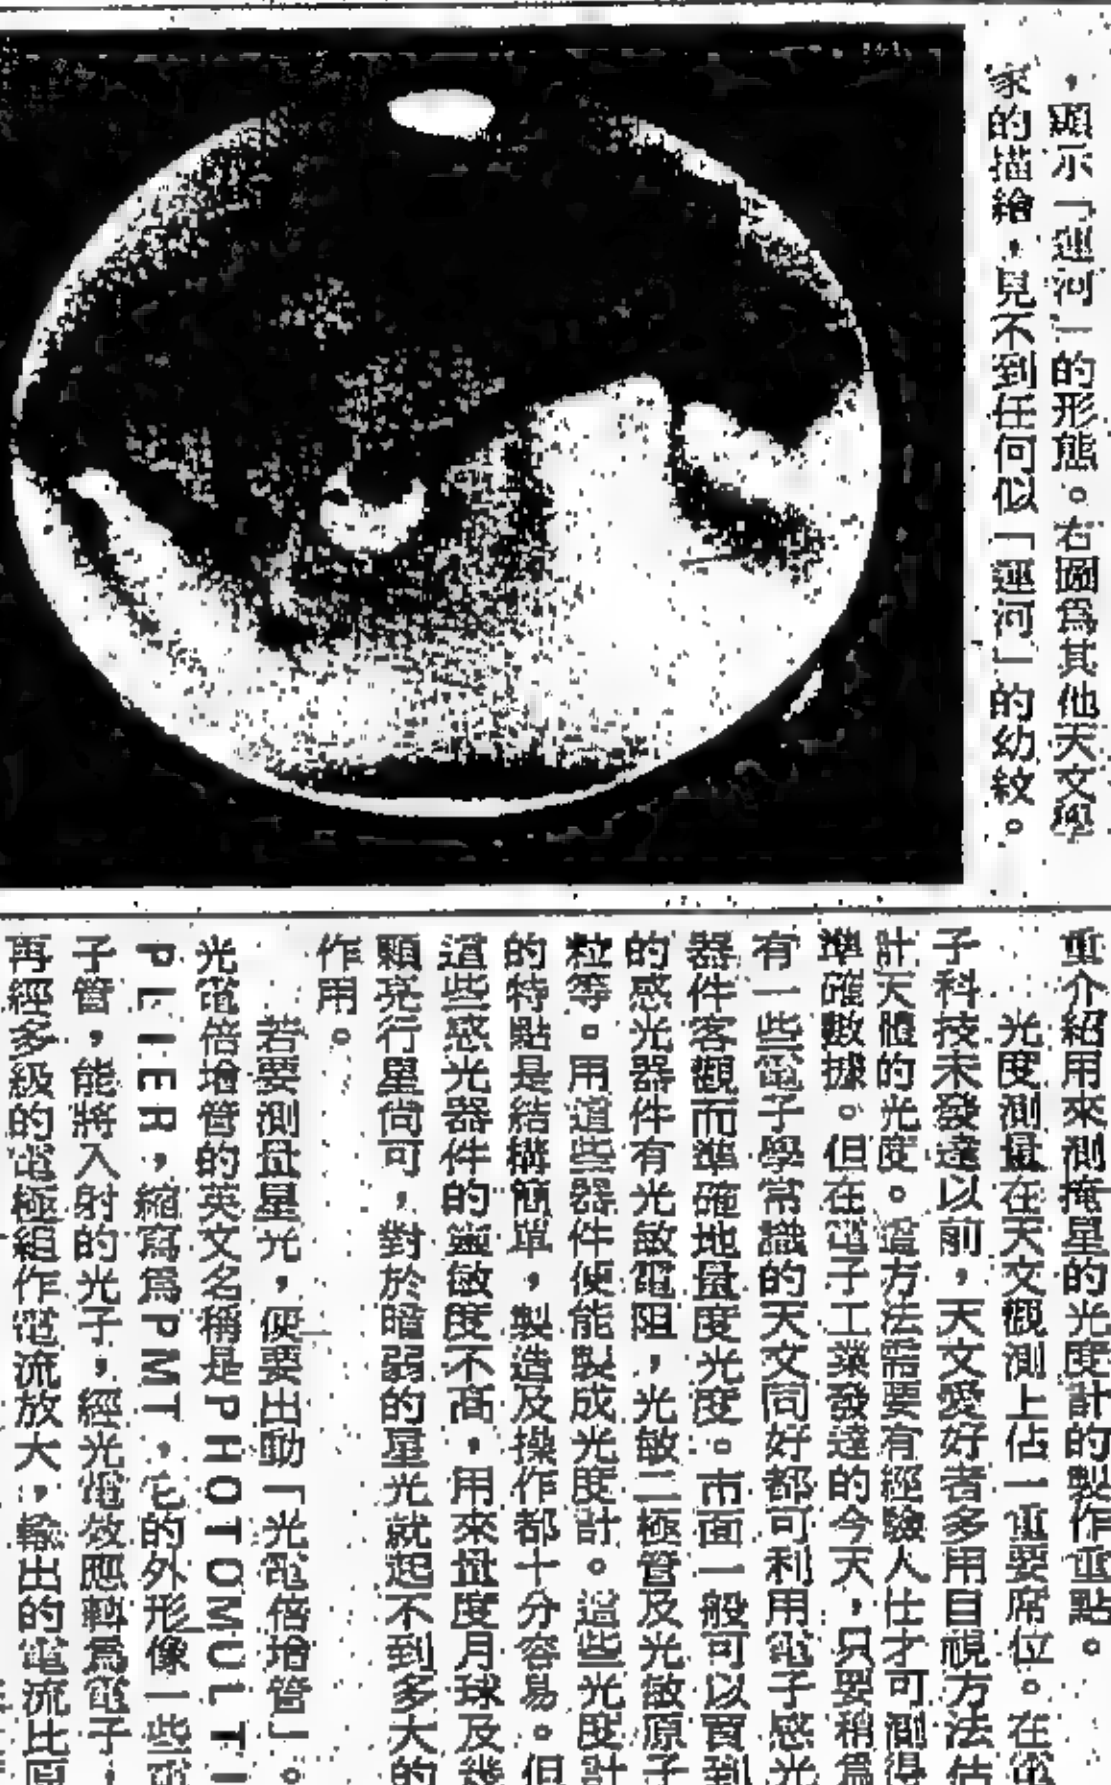 ，顯示「運河」的形態。右圖爲其他天文學
家的描繪，見不到任何似「運河」的幼紋。
重介紹用來測掩星的光度計的製作重點。
光度測量在天文觀測上佔一重要席位。在電
子科技未發達以前，天文愛好者多用目視方法估
計天體的光度。這方法需要有經驗人仕才可測得
準確數據。但在電子工業發達的今天，只要稍爲
有一些電子學常識的天文同好都可利用電子感光
器件客觀而準確地量度光度。市面一般可以買到
的感光器件有光敏電阻，光敏二極管及光敏原子
粒等。用這些器件便能製成光度計。這些光度計
的特點是結構簡單，製造及操作都十分容易。但
這些感光器件的靈敏度不高，用來量度月球及幾
顆亮行星尚可，對於暗弱的星光就起不到多大的
作用。
若要測量星光，便要出動「光電倍增管」。
光電倍增管的英文名稱是PHOTOMULTI
PLIER，縮寫爲PMT，它的外形像一些電
子管，能將入射的光子，經光電效應轉爲電子，
再經多級的電極組作電流放大，輸出的電流比原